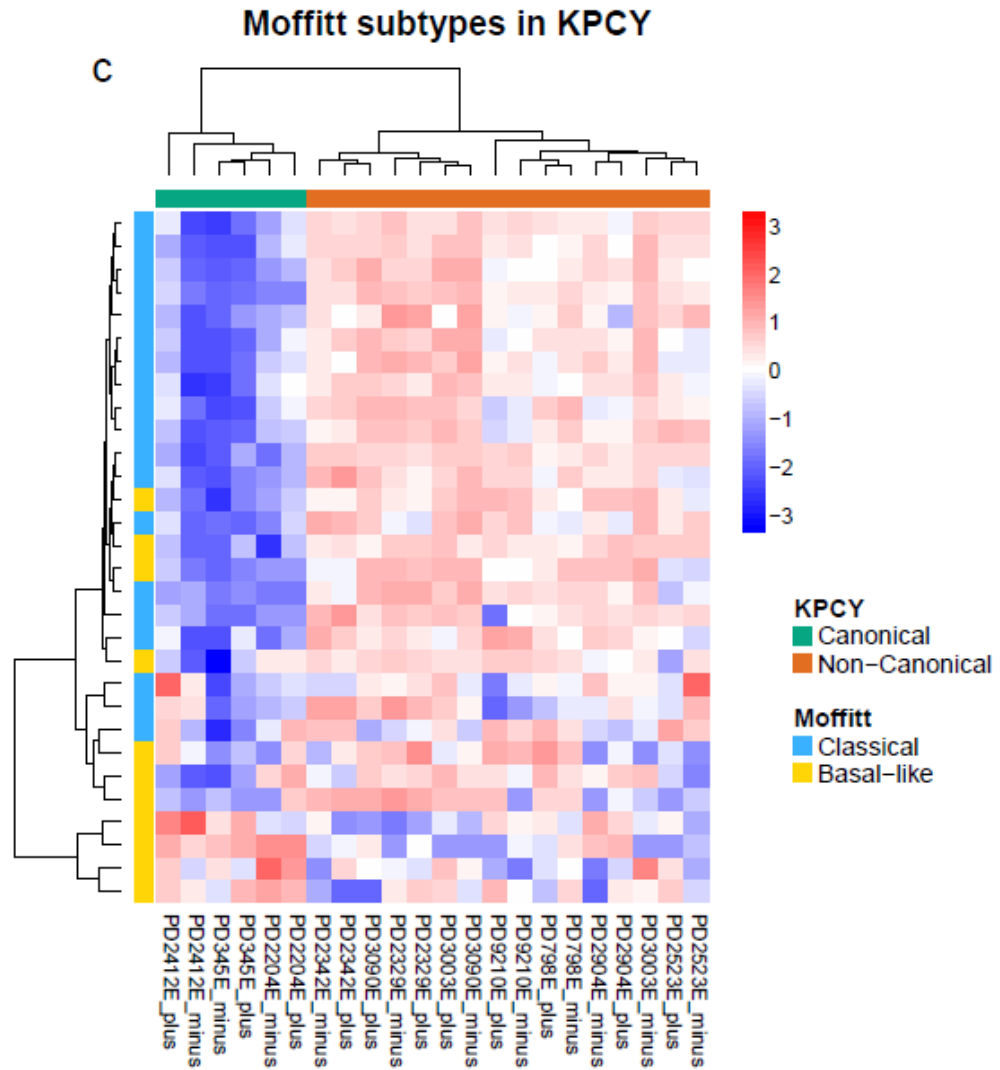 Moffitt subtypes in KPCY
C
3
2
1
0
−1
−2
−3
KPCY
Canonical
Non−Canonical
Moffitt
Classical
Basal−like
PD2412E_plus
PD2412E_minus
PD345E_minus
PD345E_plus
PD2204E_minus
PD2204E_plus
PD2342E_minus
PD2342E_plus
PD3090E_plus
PD2329E_minus
PD2329E_plus
PD3003E_plus
PD3090E_minus
PD9210E_plus
PD9210E_minus
PD798E_plus
PD798E_minus
PD2904E_minus
PD2904E_plus
PD3003E_minus
PD2523E_plus
PD2523E_minus